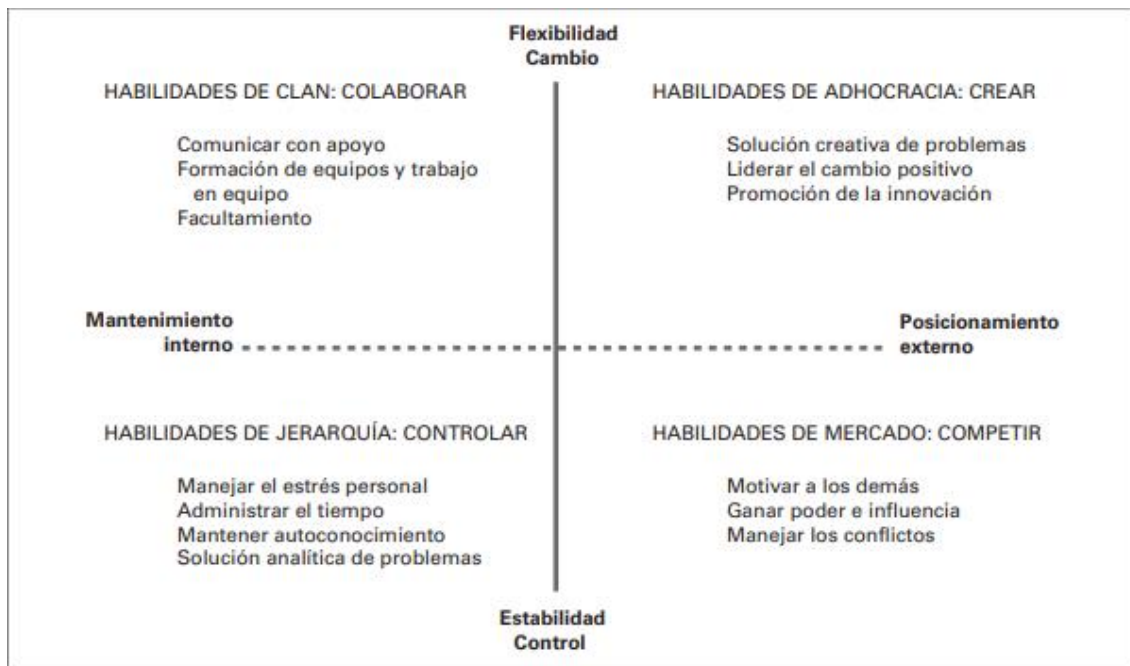 Flexibilidad
Cambio
HABILIDADES DE CLAN: COLABORAR
Comunicar con apoyo
Formación de equipos y trabajo
en equipo
Facultamiento
HABILIDADES DE ADHOCRACIA: CREAR
Solución creativa de problemas
Liderar el cambio positivo
Promoción de la innovación
Mantenimiento
interno
Posicionamiento
externo
HABILIDADES DE JERARQUÍA: CONTROLAR
Manejar el estrés personal
Administrar el tiempo
Mantener autoconocimiento
Solución analítica de problemas
HABILIDADES DE MERCADO: COMPETIR
Motivar a los demás
Ganar poder e influencia
Manejar los conflictos
Estabilidad
Control